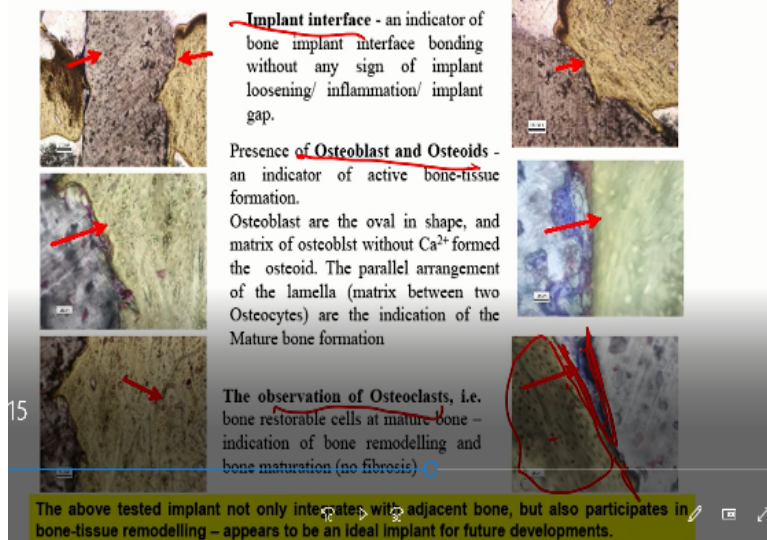 Implant interface - an indicator of
bone implant interface bonding
without any sign of implant
loosening/ inflammation/ implant
gap.
Presence of Osteoblast and Osteoids -
an indicator of active bone-tissue
formation.
Osteoblast are the oval in shape, and
matrix of osteoblst without Ca²⁺ formed
the osteoid. The parallel arrangement
of the lamella (matrix between two
Osteocytes) are the indication of the
Mature bone formation
The observation of Osteoclasts, i.e.
bone restorable cells at mature bone –
indication of bone remodelling and
bone maturation (no fibrosis)
15
The above tested implant not only integrates with adjacent bone, but also participates in
bone-tissue remodelling – appears to be an ideal implant for future developments.